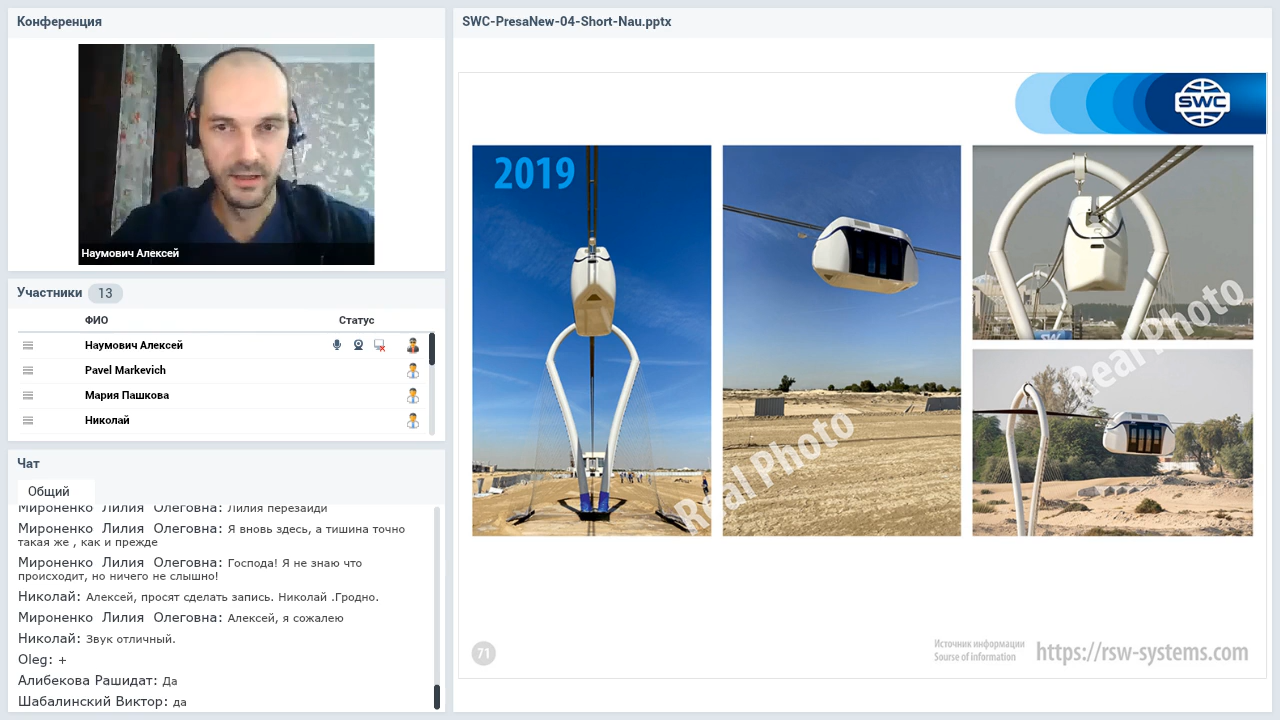 Конференция
Наумович Алексей
Участники 13
ФИО Статус
Наумович Алексей
Pavel Markevich
Мария Пашкова
Николай
Чат
Общий
Мироненко Лилия Олеговна: Лилия перезайди
Мироненко Лилия Олеговна: Я вновь здесь, а тишина точно
такая же , как и прежде
Мироненко Лилия Олеговна: Господа! Я не знаю что
происходит, но ничего не слышно!
Николай: Алексей, просят сделать запись. Николай .Гродно.
Мироненко Лилия Олеговна: Алексей, я сожалею
Николай: Звук отличный.
Oleg: +
Алибекова Рашидат: Да
Шабалинский Виктор: да
SWC-PresaNew-04-Short-Nau.pptx
SWC
2019
Real Photo
Real Photo
71
Источник информации
Sourse of information
https://rsw-systems.com